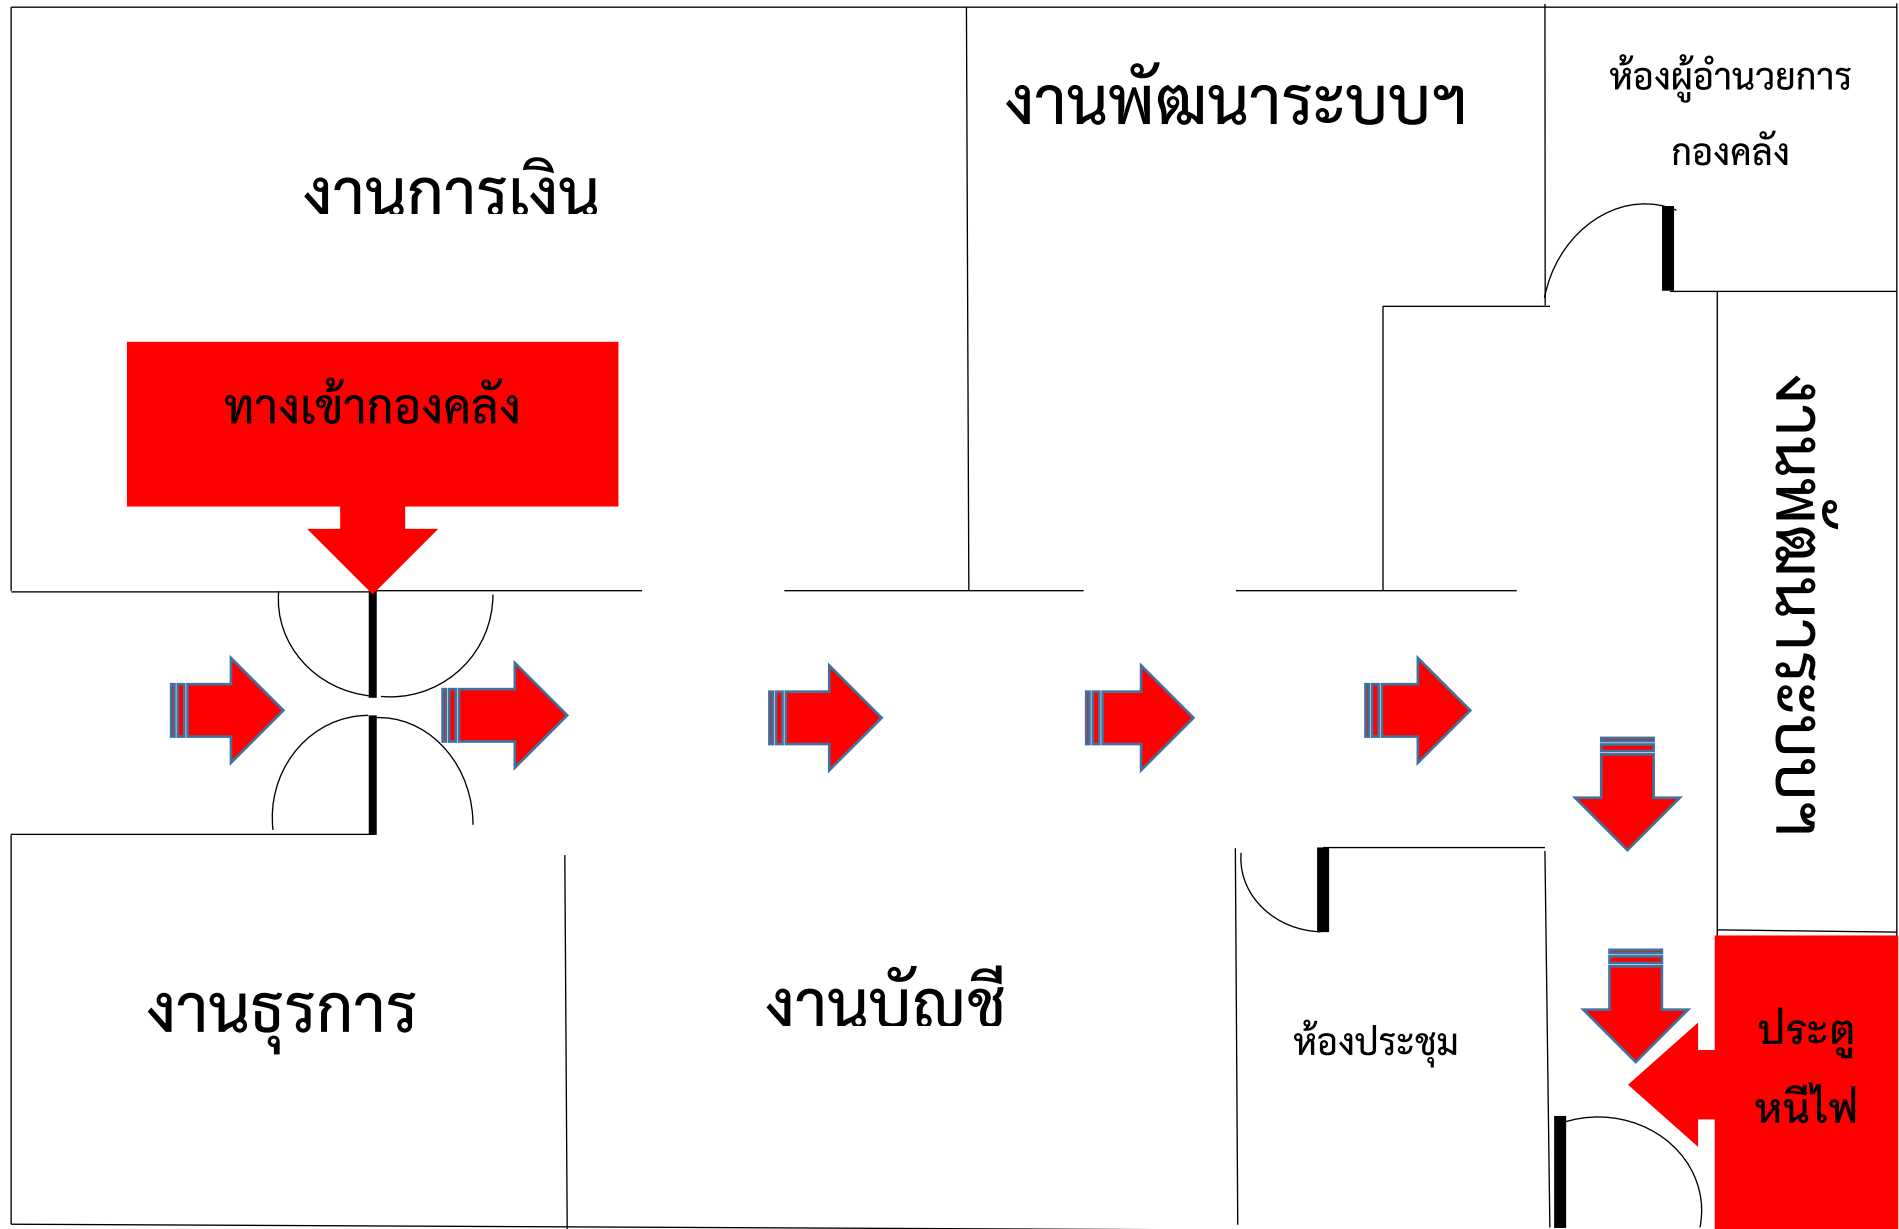 งานพัฒนาระบบฯ
ห้องผู้อำนวยการ
กองคลัง
งานการเงิน
ทางเข้ากองคลัง
งานพัฒนาระบบฯ
งานธุรการ
งานบัญชี
ห้องประชุม
ประตู
หนีไฟ